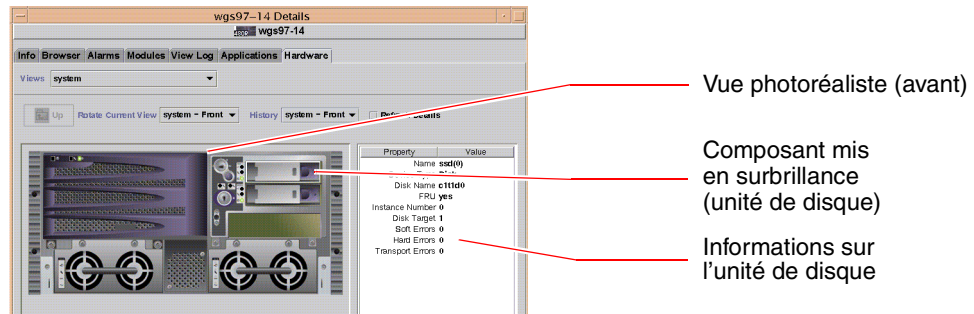 wgs97-14 Details
wgs97-14
Info Browser Alarms Modules View Log Applications Hardware
Views system
Up Rotate Current View system - Front History system - Front Details
Property Value
Name ssd(0)
Disk Name c1t1d0
FRU yes
Instance Number 0
Disk Target 1
Soft Errors 0
Hard Errors 0
Transport Errors 0
Vue photoréaliste (avant)
Composant mis
en surbrillance
(unité de disque)
Informations sur
l'unité de disque